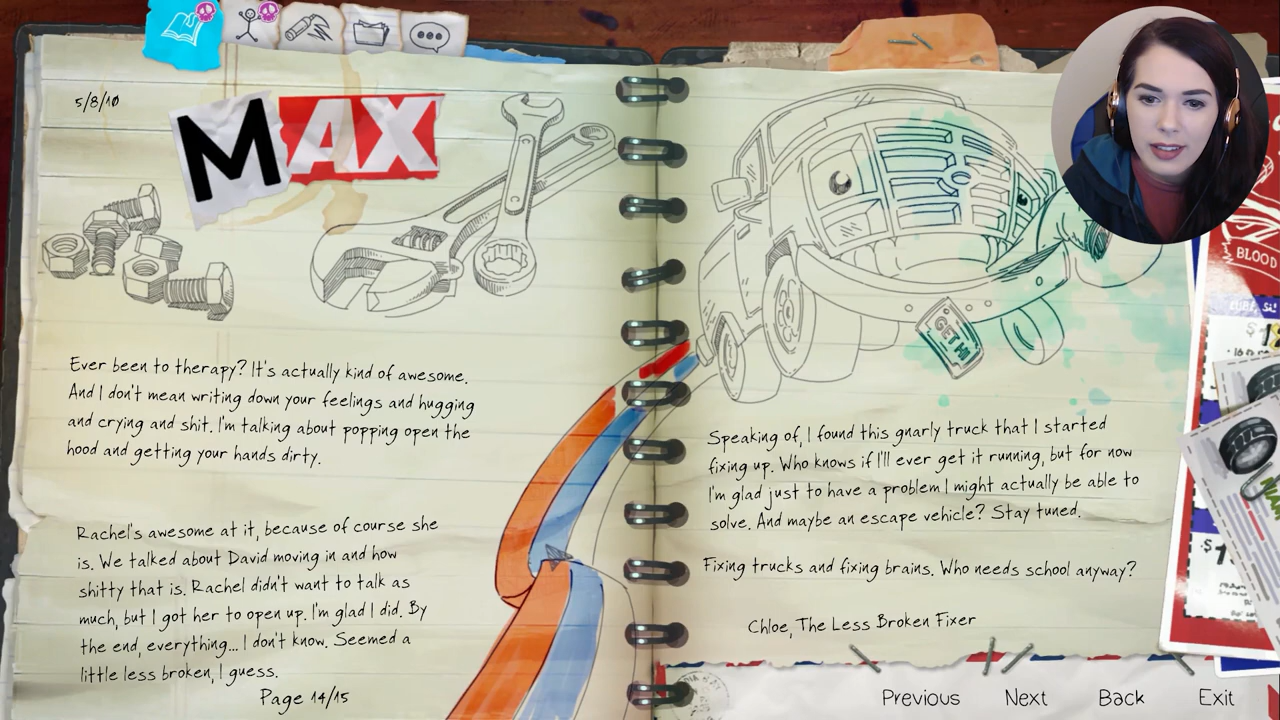 5/8/10
MAX
Ever been to therapy? It's actually kind of awesome.
And I don't mean writing down your feelings and hugging
and crying and shit. I'm talking about popping open the
hood and getting your hands dirty.
Rachel's awesome at it, because of course she
is. We talked about David moving in and how
shitty that is. Rachel didn't want to talk as
much, but I got her to open up. I'm glad I did. By
the end, everything... I don't know. Seemed a
little less broken, I guess.
Page 14/15
GET HI
Speaking of, I found this gnarly truck that I started
fixing up. Who knows if I'll ever get it running, but for now
I'm glad just to have a problem I might actually be able to
solve. And maybe an escape vehicle? Stay tuned.
Fixing trucks and fixing brains. Who needs school anyway?
Chloe, The Less Broken Fixer
BLOOD
Previous Next Back Exit